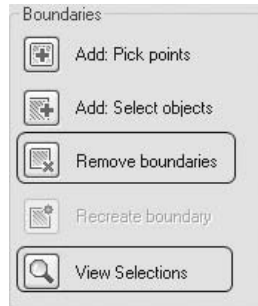 Boundaries
Add: Pick points
Add: Select objects
Remove boundaries
Recreate boundary
View Selections